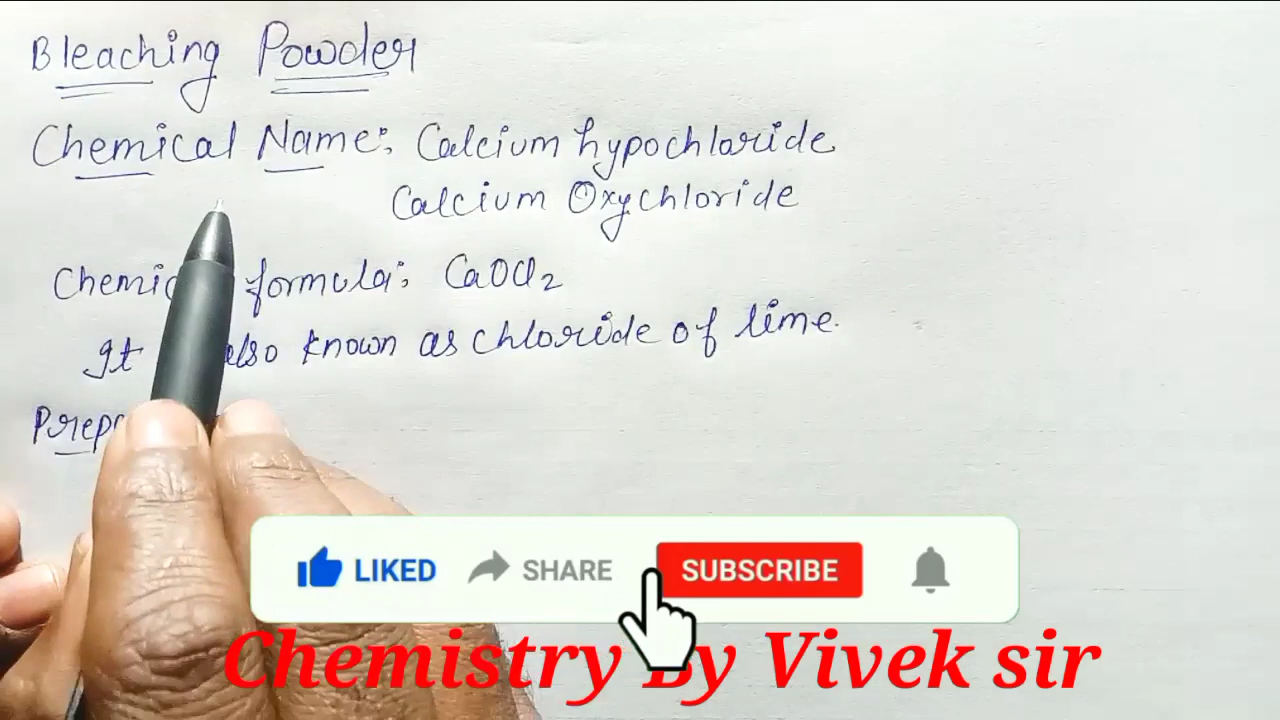 Bleaching Powder
Chemical Name: Calcium hypochloride
Calcium Oxychloride
formula: CaOCl2
It known as chloride of lime.
LIKED SHARE SUBSCRIBE
Chemistry By Vivek sir